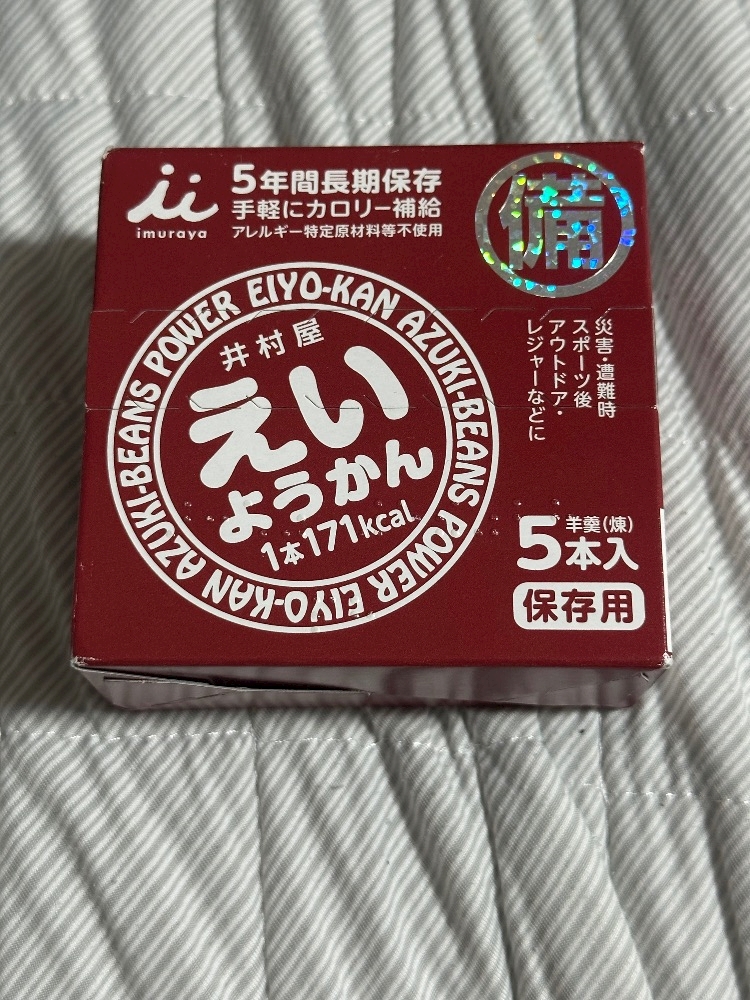 imuraya
5年間長期保存
手軽にカロリー補給
アレルギー特定原材料等不使用
備
災害・遭難時
スポーツ後
アウトドア・
レジャーなどに
AZUKI-BEANS POWER EIYO-KAN AZUKI-BEANS POWER EIYO-KAN
井村屋
えい
ようかん
1本171kcal
羊羹(煉)
5本入
保存用